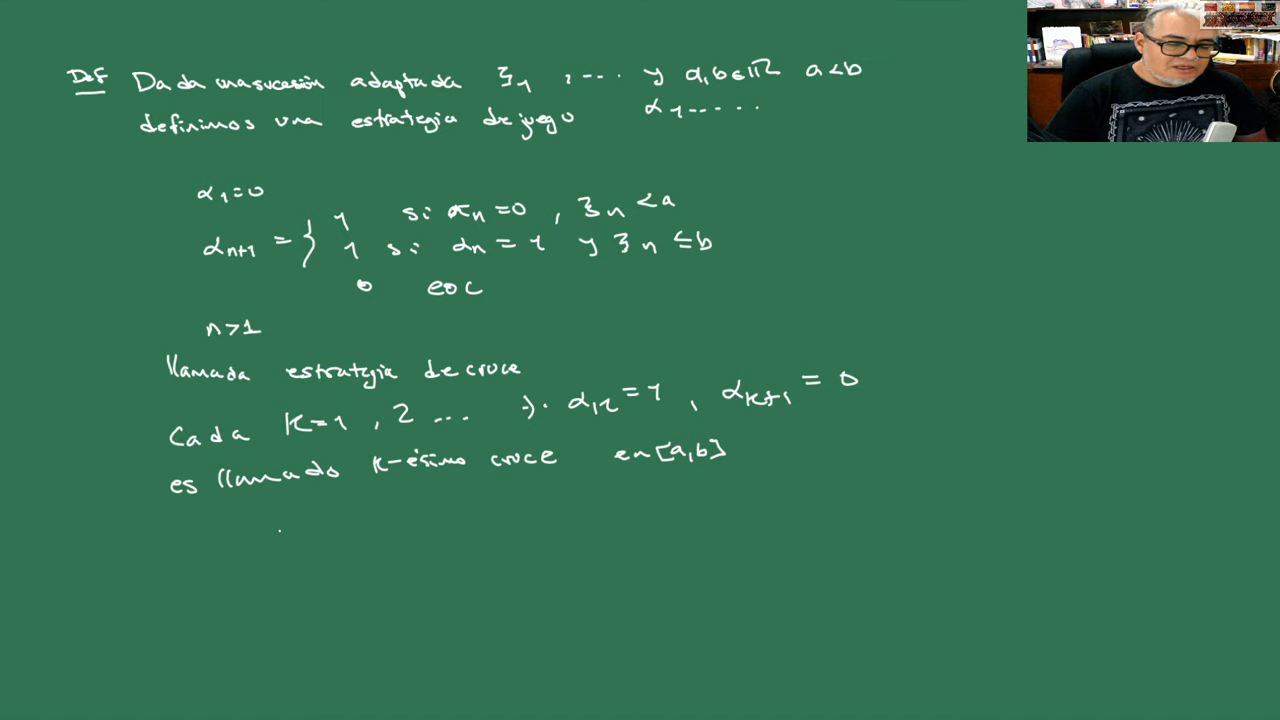 Def Dada una sucesión adaptada ξ1, .... y a,b∈ℝ a<b
definimos una estrategia de juego α1.....
α1=0
αn+1 = { 1 si αn=0, ξn<a
1 si αn=1 y ξn≤b
0 eoc
n>1
llamada estrategia de cruce
Cada k=1, 2 ... ·)· αk=1, αk+1=0
es llamado k-ésimo cruce en [a,b]